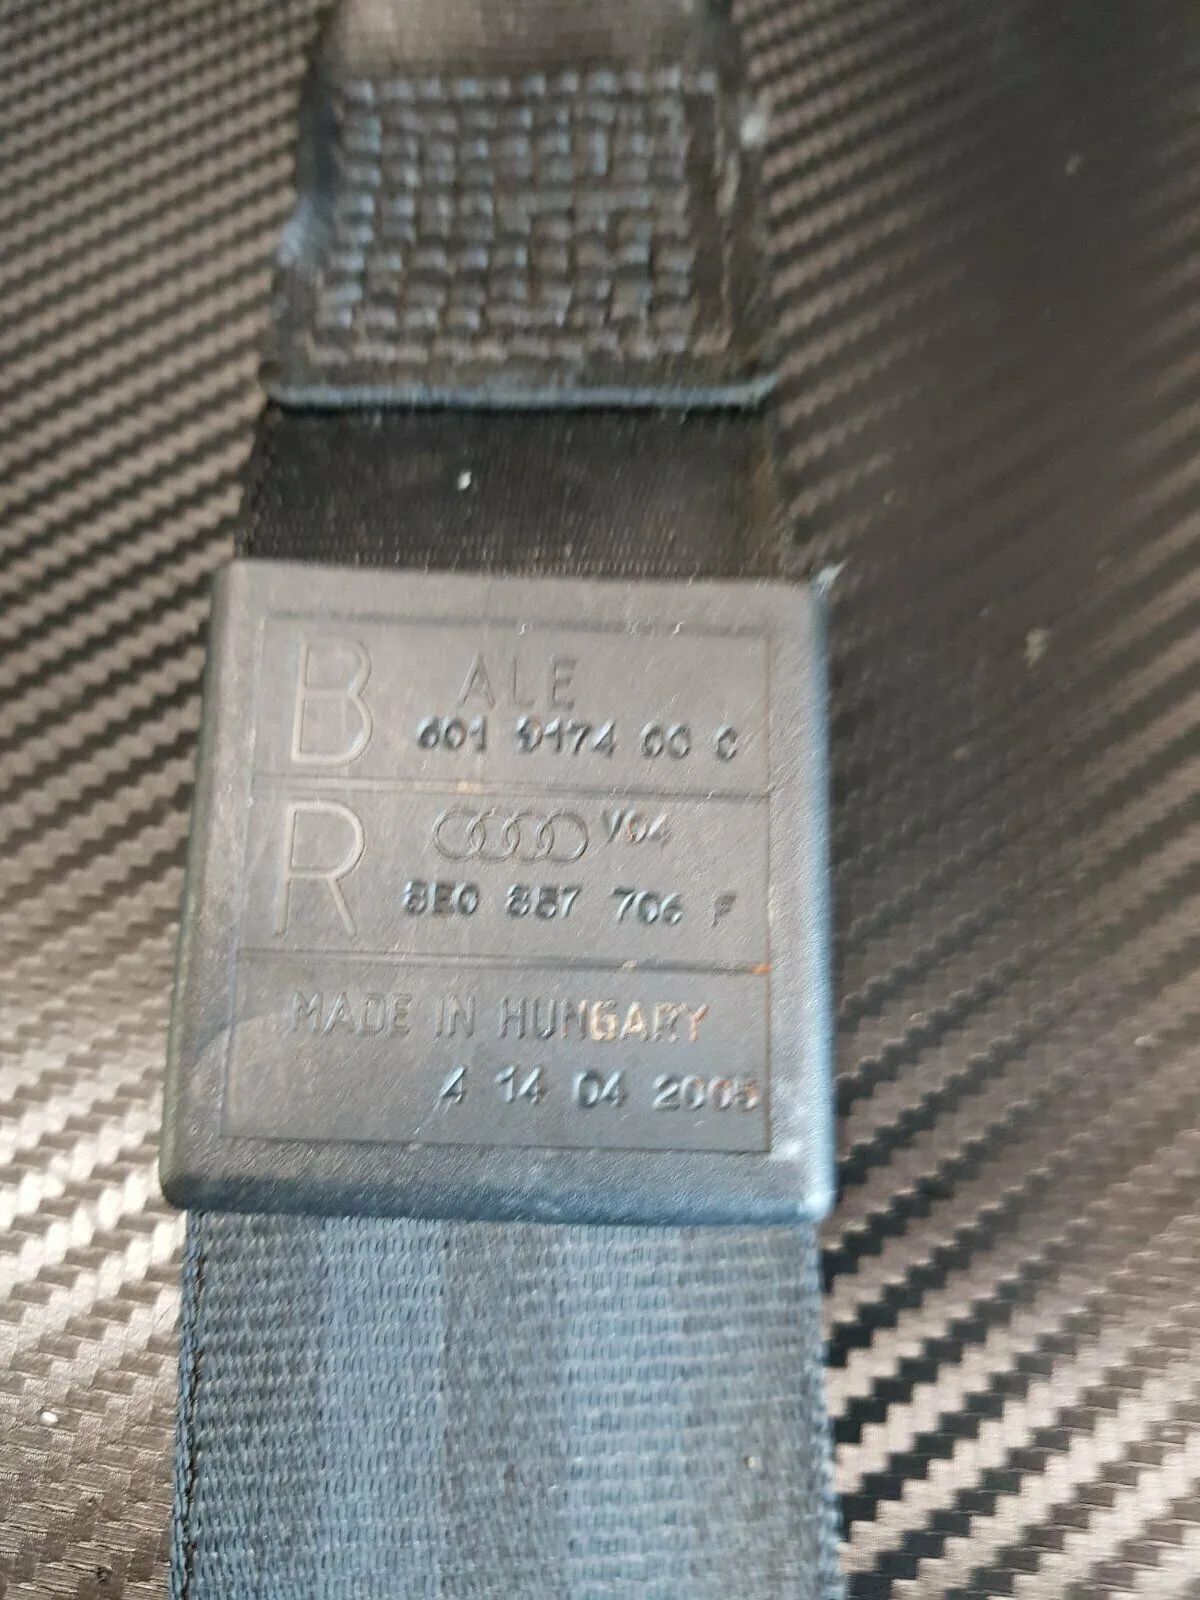 B ALE
601 9174 00 C
R V04
8E0 857 706 F
MADE IN HUNGARY
4 14 04 2005